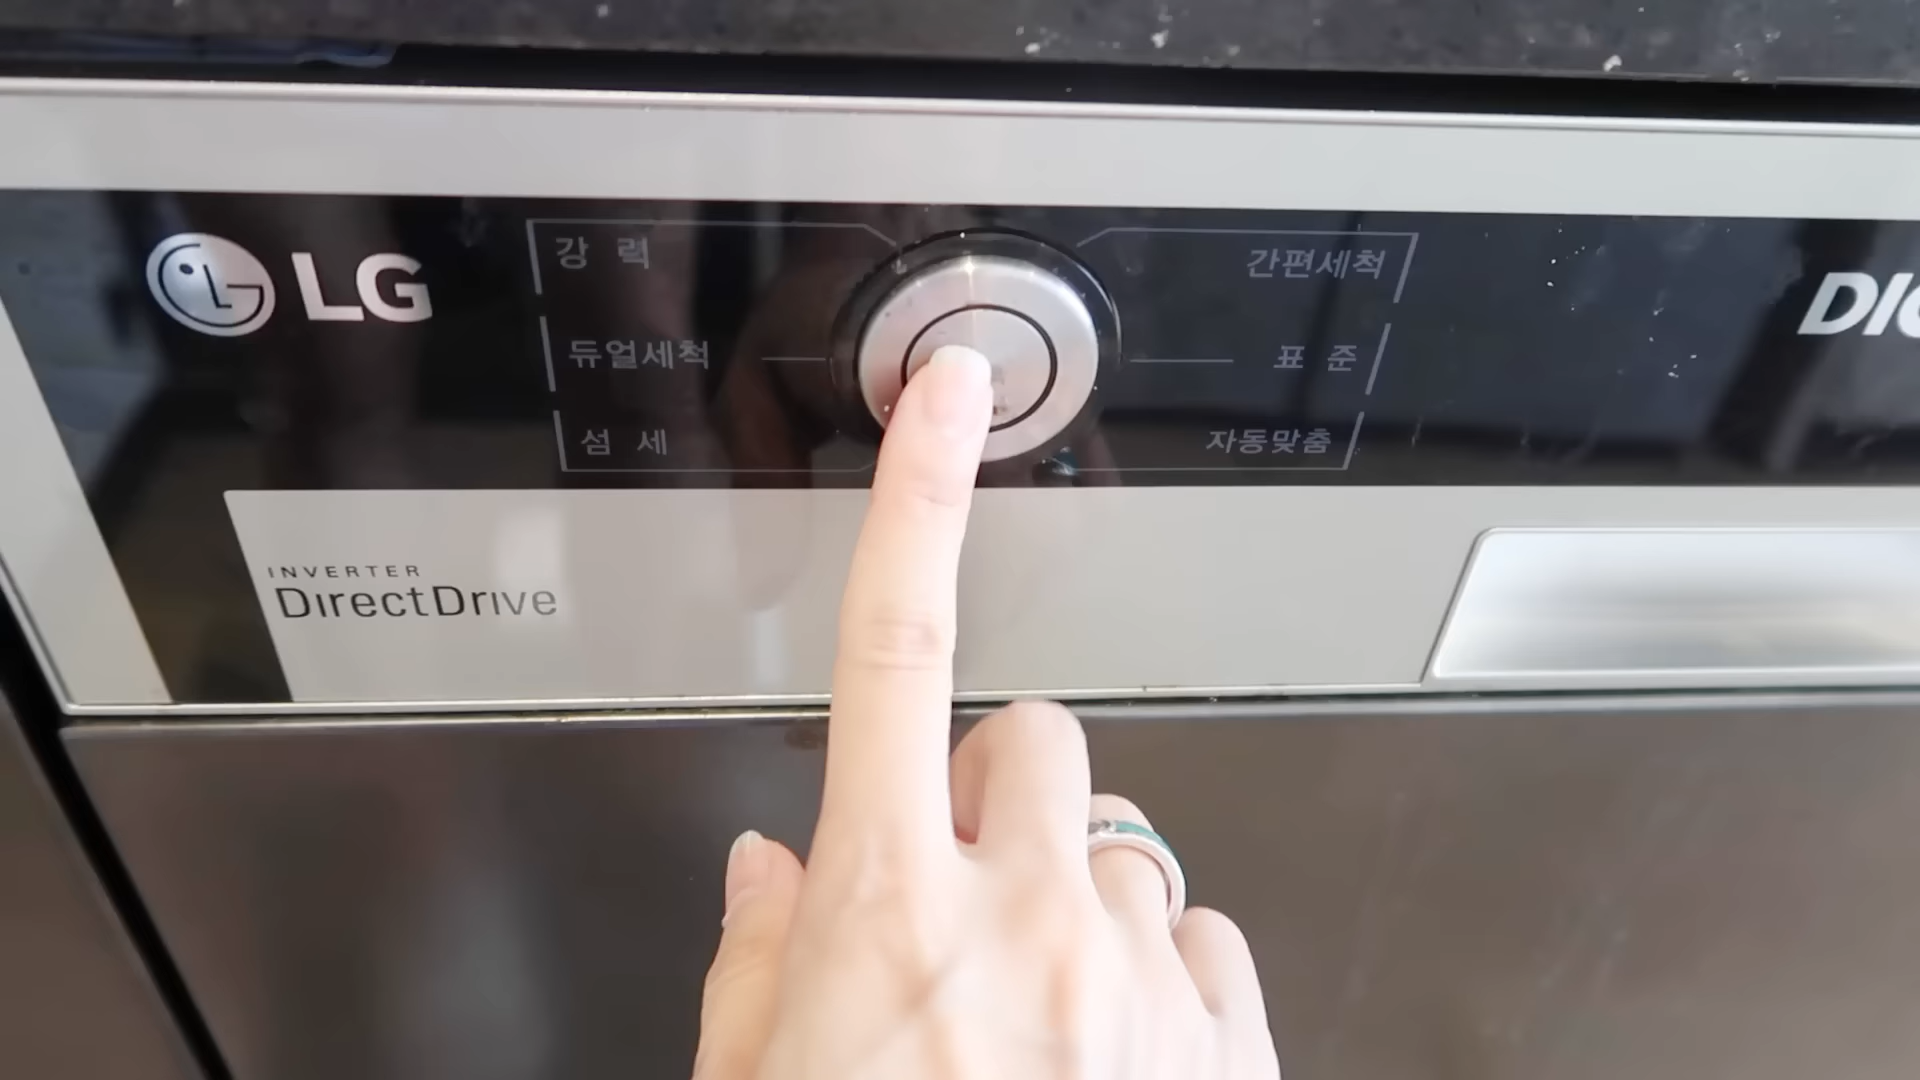 LG
강 력
간편세척
듀얼세척
표 준
섬 세
자동맞춤
INVERTER
DirectDrive